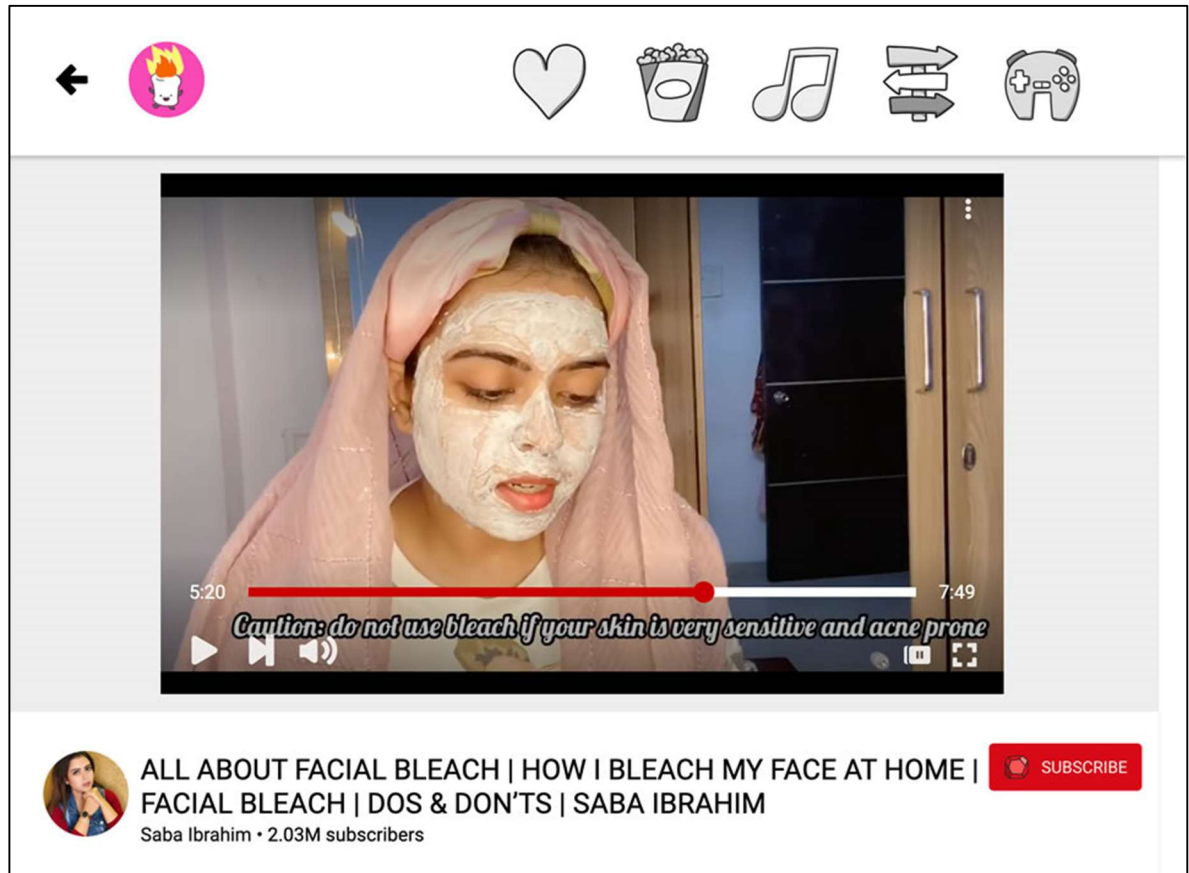 5:20
7:49
Caution: do not use bleach if your skin is very sensitive and acne prone
ALL ABOUT FACIAL BLEACH | HOW I BLEACH MY FACE AT HOME |
FACIAL BLEACH | DOS & DON’TS | SABA IBRAHIM
SUBSCRIBE
Saba Ibrahim • 2.03M subscribers